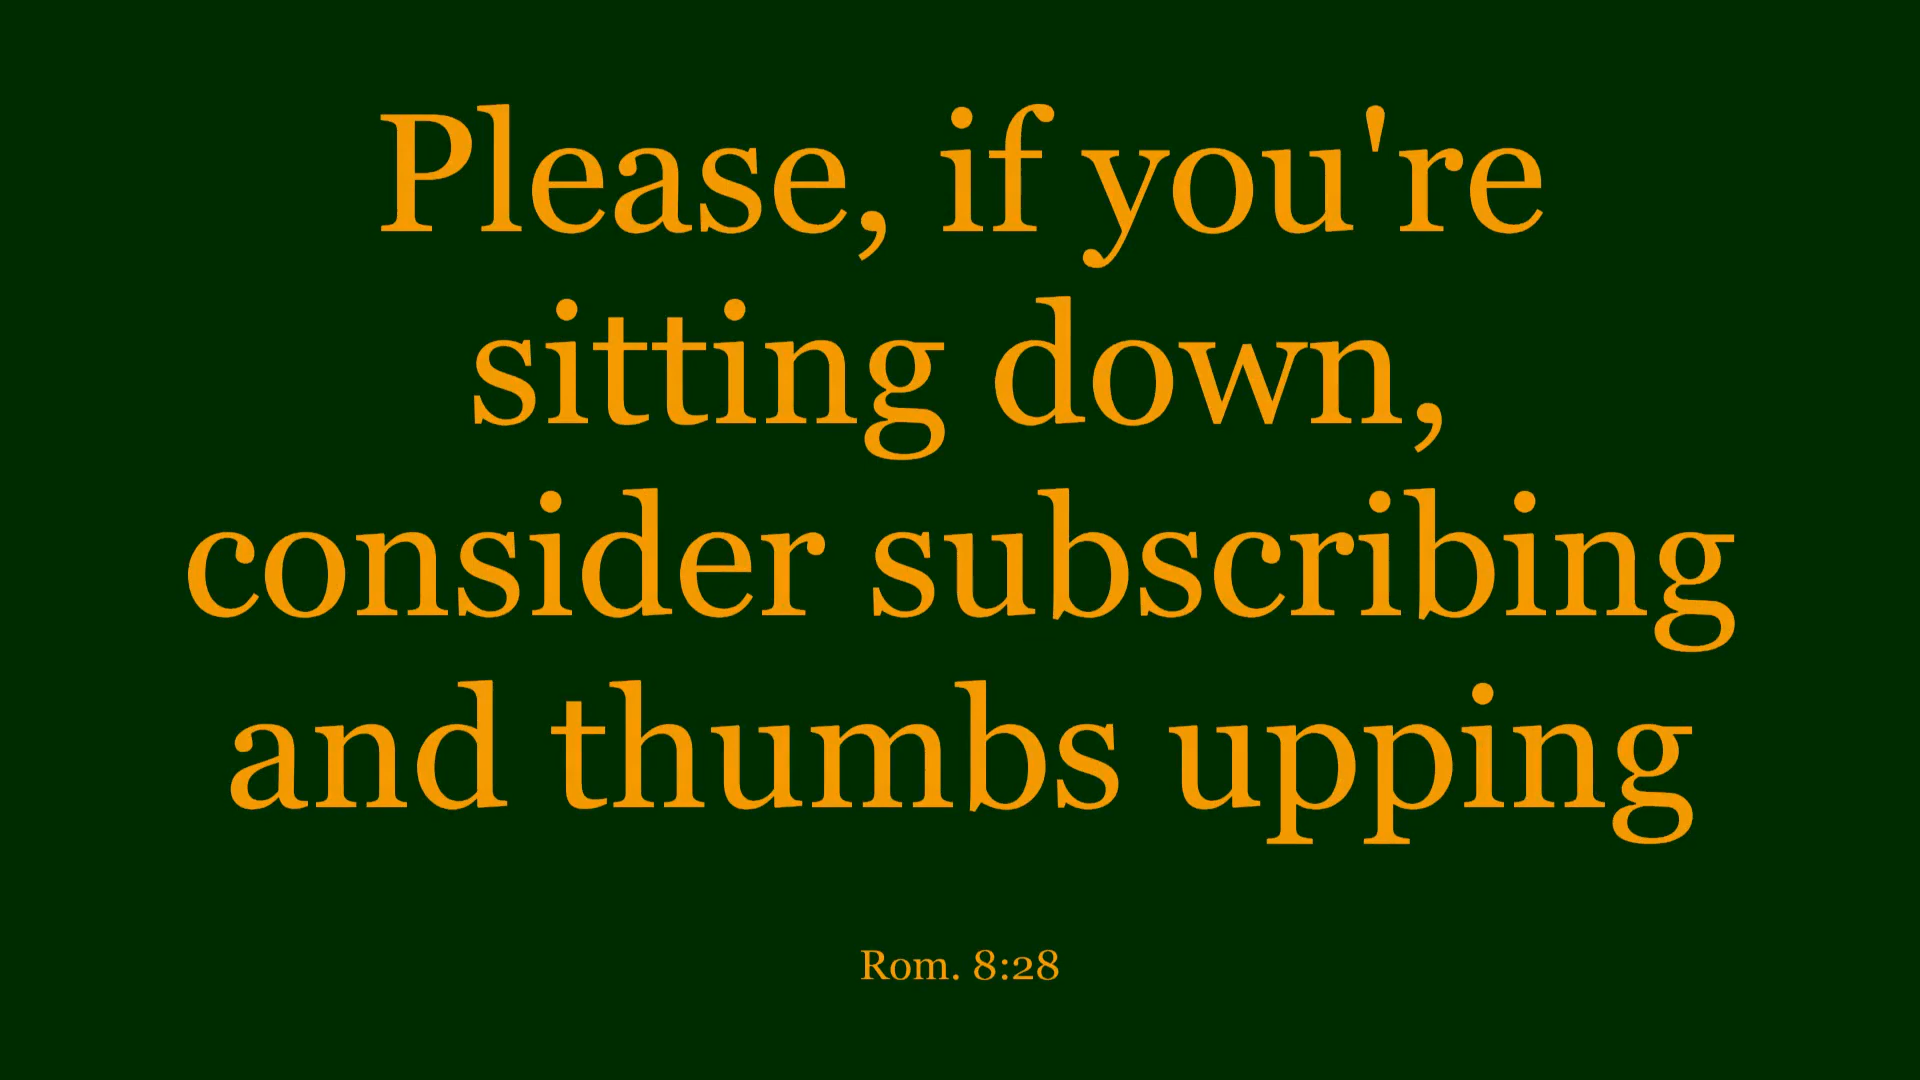 Please, if you're
sitting down,
consider subscribing
and thumbs upping
Rom. 8:28